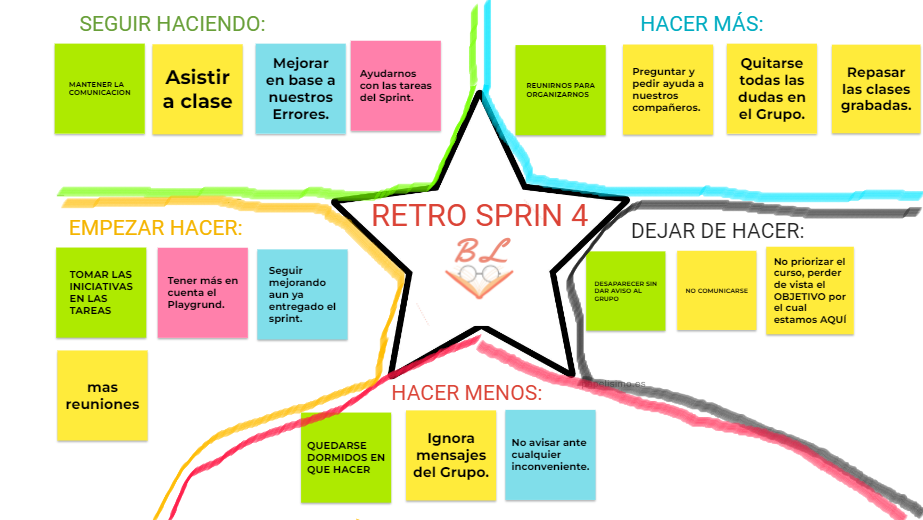 SEGUIR HACIENDO:
MANTENER LA
COMUNICACION
Asistir
a clase
Mejorar
en base a
nuestros
Errores.
Ayudarnos
con las tareas
del Sprint.
HACER MÁS:
REUNIRNOS PARA
ORGANIZARNOS
Preguntar y
pedir ayuda a
nuestros
compañeros.
Quitarse
todas las
dudas en
el Grupo.
Repasar
las clases
grabadas.
RETRO SPRIN 4
BL
EMPEZAR HACER:
TOMAR LAS
INICIATIVAS
EN LAS
TAREAS
Tener más en
cuenta el
Playgrund.
Seguir
mejorando
aun ya
entregado el
sprint.
mas
reuniones
DEJAR DE HACER:
DESAPARECER SIN
DAR AVISO AL
GRUPO
NO COMUNICARSE
No priorizar el
curso, perder
de vista el
OBJETIVO por
el cual
estamos AQUÍ
HACER MENOS:
QUEDARSE
DORMIDOS EN
QUE HACER
Ignora
mensajes
del Grupo.
No avisar ante
cualquier
inconveniente.